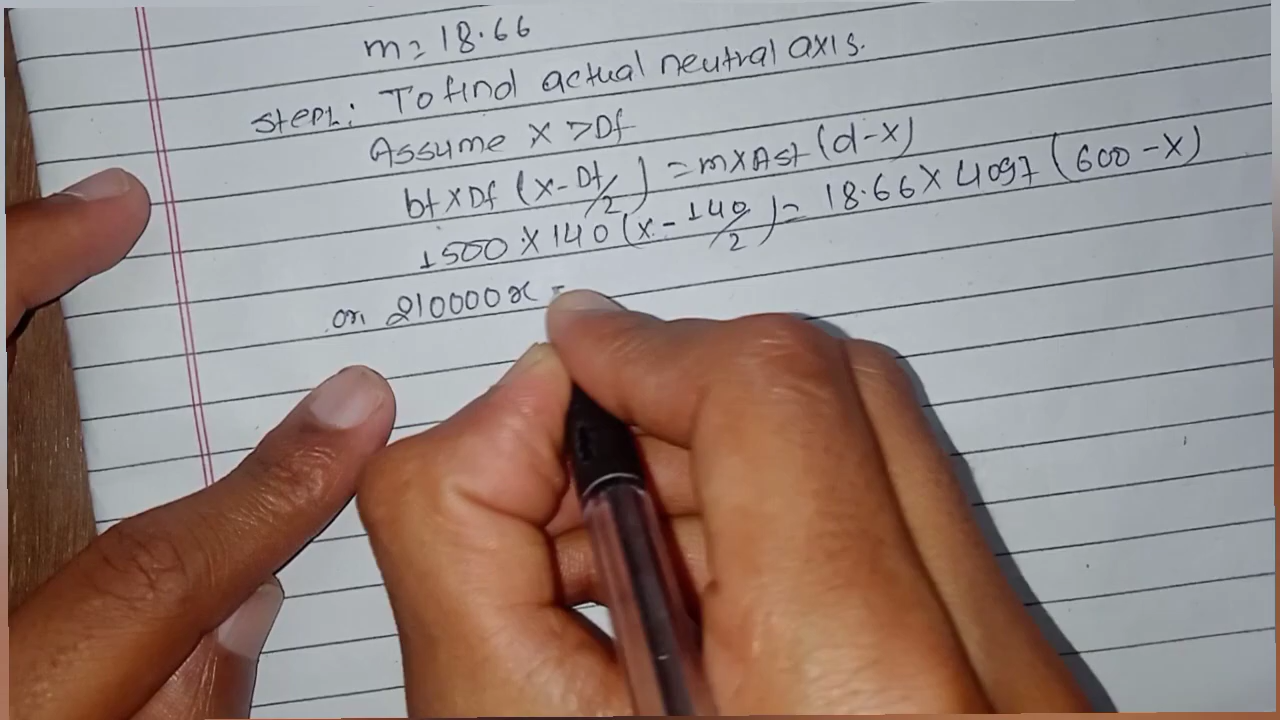 m = 18.66
Step1: To find actual neutral axis.
Assume x >Df
bf x Df (x - Df/2) = m x Ast (d-x)
1500 x 140 (x - 140/2) = 18.66 x 4097 (600 - x)
or, 210000x -